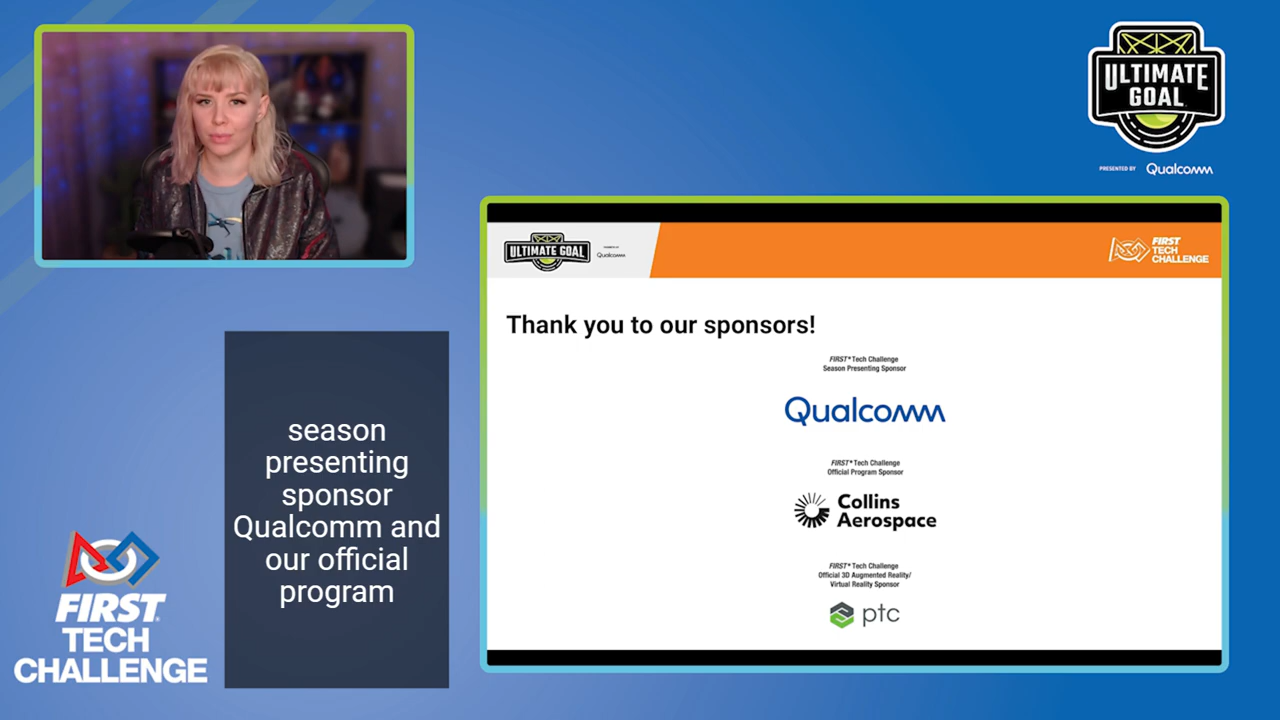 ULTIMATE
GOAL
PRESENTED BY Qualcomm
ULTIMATE GOAL
Qualcomm
FIRST
TECH
CHALLENGE
Thank you to our sponsors!
FIRST® Tech Challenge
Season Presenting Sponsor
Qualcomm
FIRST® Tech Challenge
Official Program Sponsor
Collins
Aerospace
FIRST® Tech Challenge
Official 3D Augmented Reality/
Virtual Reality Sponsor
ptc
season
presenting
sponsor
Qualcomm and
our official
program
FIRST®
TECH
CHALLENGE